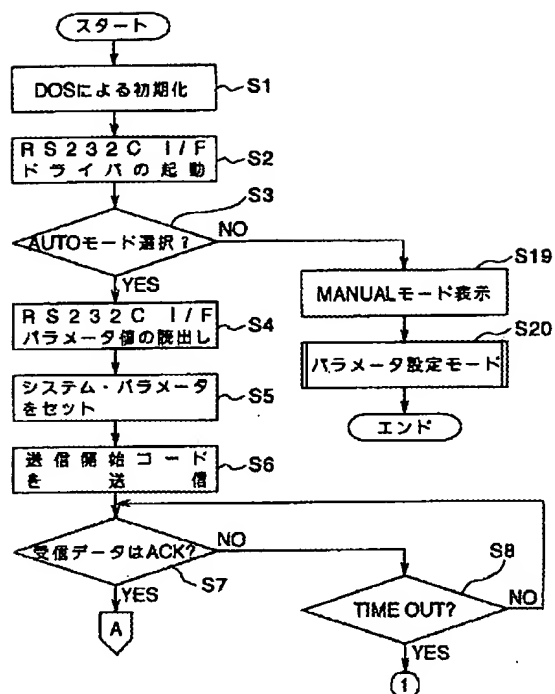 スタート
DOSによる初期化
S1
RS232C I/F
ドライバの起動
S2
S3
AUTOモード選択?
NO
YES
S19
MANUALモード表示
S20
パラメータ設定モード
エンド
RS232C I/F
パラメータ値の読出し
S4
システム・パラメータ
をセット
S5
送信開始コード
を送信
S6
受信データはACK?
NO
S7
YES
A
S8
TIME OUT?
NO
YES
1